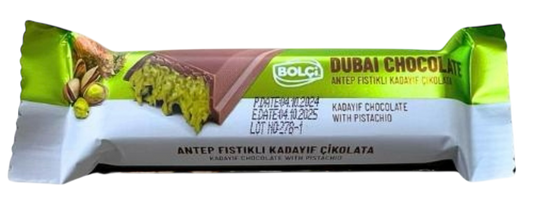 BOLÇi
DUBAI CHOCOLATE
ANTEP FISTIKLI KADAYIF ÇİKOLATA
P.DATE:04.10.2024
E.DATE:04.10.2025
LOT NO:278-1
KADAYIF CHOCOLATE
WITH PISTACHIO
ANTEP FISTIKLI KADAYIF ÇİKOLATA
KADAYIF CHOCOLATE WITH PISTACHIO